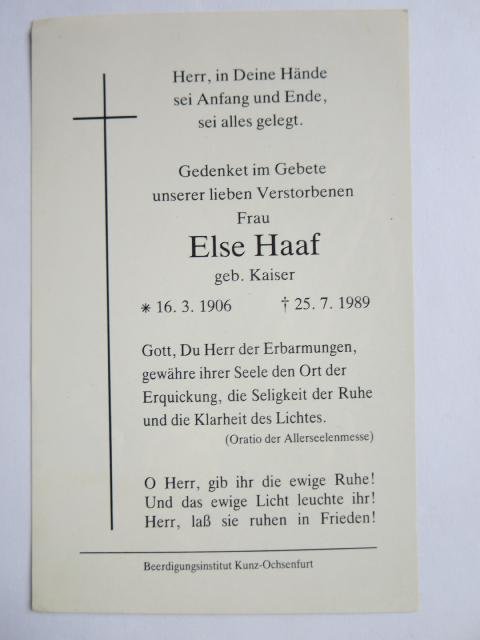 Herr, in Deine Hände
sei Anfang und Ende,
sei alles gelegt.
Gedenket im Gebete
unserer lieben Verstorbenen
Frau
Else Haaf
geb. Kaiser
* 16. 3. 1906 † 25. 7. 1989
Gott, Du Herr der Erbarmungen,
gewähre ihrer Seele den Ort der
Erquickung, die Seligkeit der Ruhe
und die Klarheit des Lichtes.
(Oratio der Allerseelenmesse)
O Herr, gib ihr die ewige Ruhe!
Und das ewige Licht leuchte ihr!
Herr, laß sie ruhen in Frieden!
Beerdigungsinstitut Kunz-Ochsenfurt